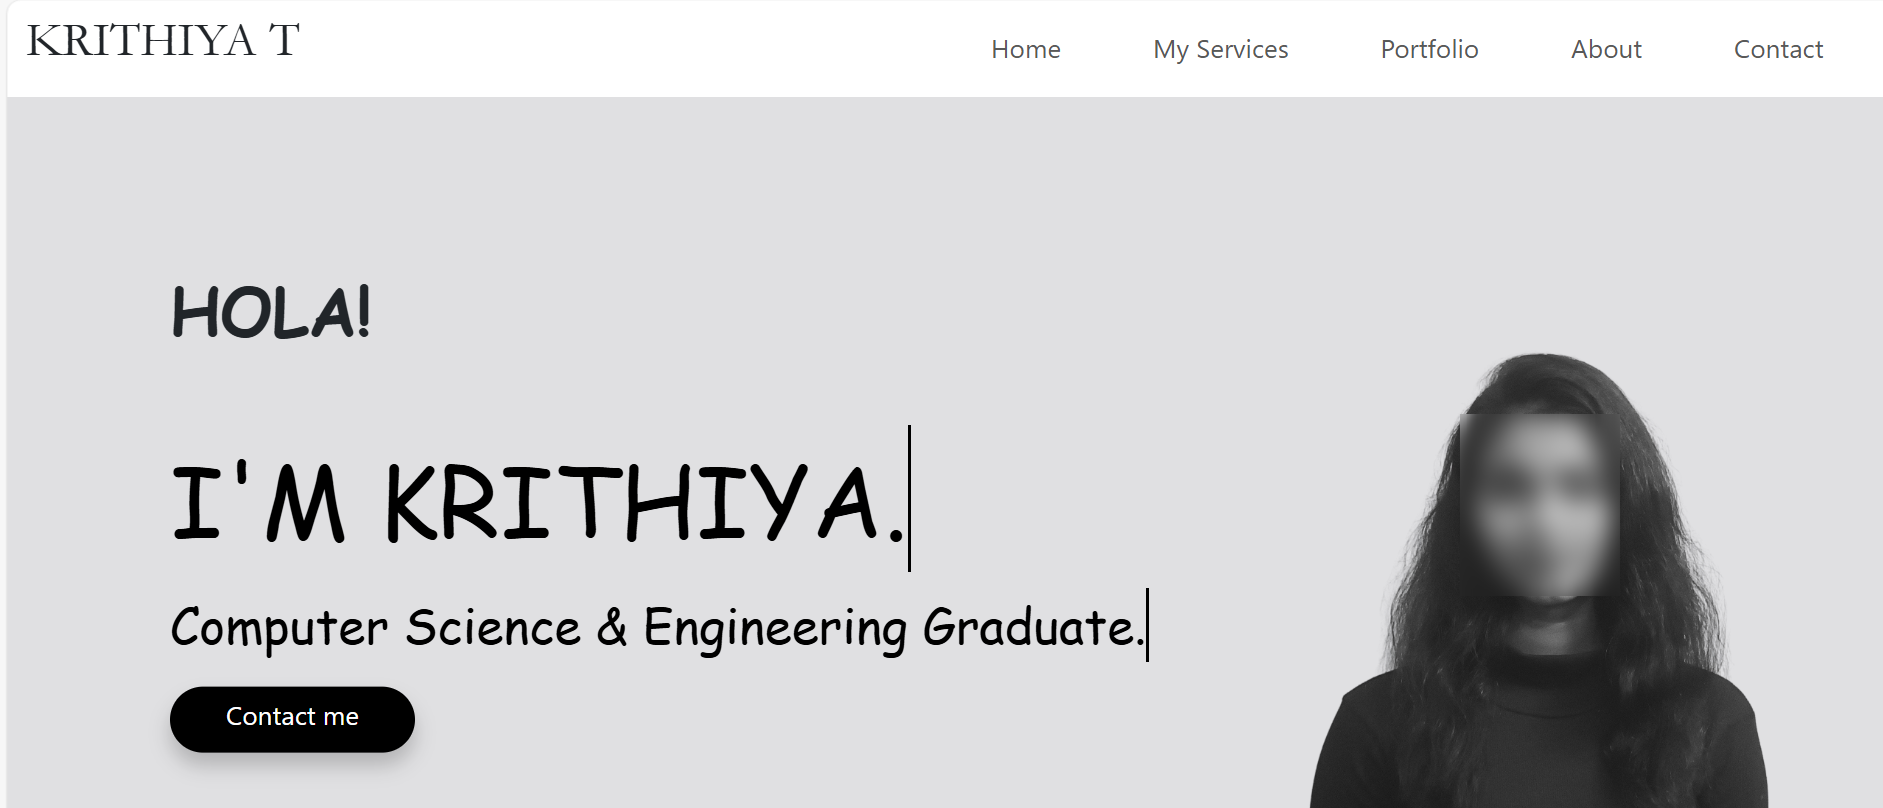 KRITHIYA T
Home My Services Portfolio About Contact
HOLA!
I'M KRITHIYA.
Computer Science & Engineering Graduate.
Contact me